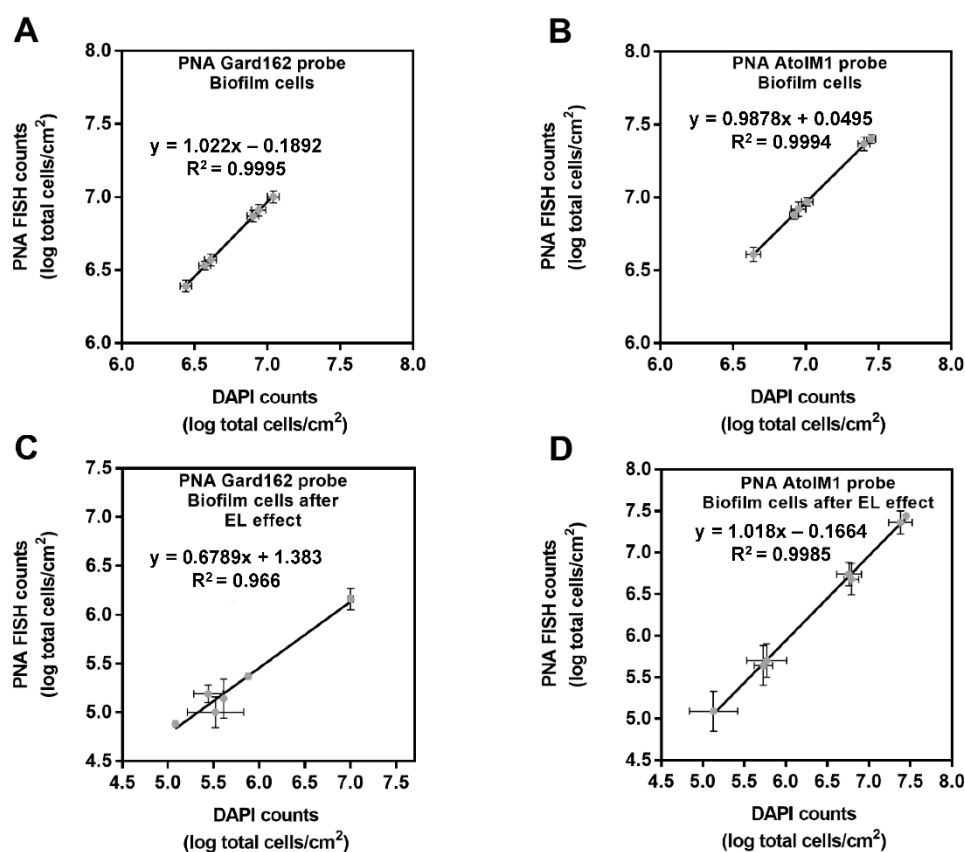 A
8.0
PNA Gard162 probe
Biofilm cells
7.5
y = 1.022x – 0.1892
R² = 0.9995
7.0
6.5
6.0
6.0 6.5 7.0 7.5 8.0
PNA FISH counts
(log total cells/cm²)
DAPI counts
(log total cells/cm²)
B
8.0
PNA AtolM1 probe
Biofilm cells
7.5
y = 0.9878x + 0.0495
R² = 0.9994
7.0
6.5
6.0
6.0 6.5 7.0 7.5 8.0
PNA FISH counts
(log total cells/cm²)
DAPI counts
(log total cells/cm²)
C
7.5
PNA Gard162 probe
Biofilm cells after
EL effect
7.0
6.5
y = 0.6789x + 1.383
R² = 0.966
6.0
5.5
5.0
4.5
4.5 5.0 5.5 6.0 6.5 7.0
PNA FISH counts
(log total cells/cm²)
DAPI counts
(log total cells/cm²)
D
8.0
PNA AtolM1 probe
Biofilm cells after EL effect
7.5
y = 1.018x – 0.1664
R² = 0.9985
7.0
6.5
6.0
5.5
5.0
4.5
4.5 5.0 5.5 6.0 6.5 7.0 7.5 8.0
PNA FISH counts
(log total cells/cm²)
DAPI counts
(log total cells/cm²)